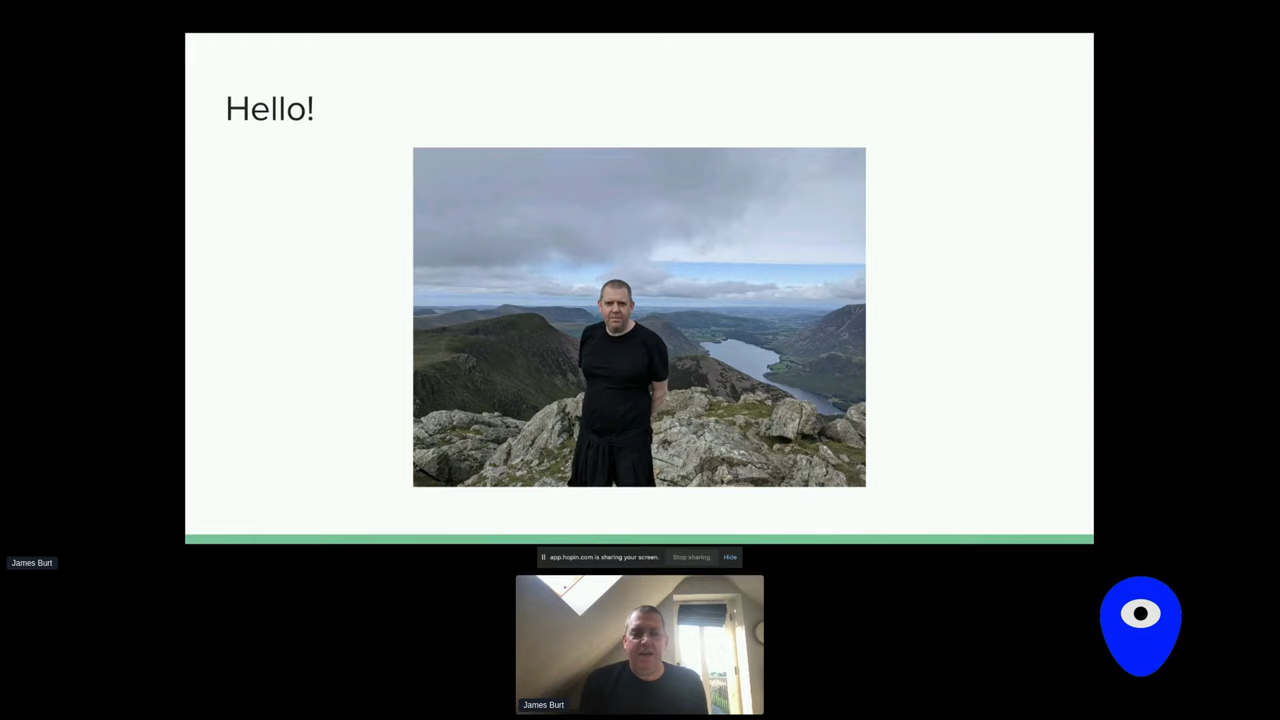 Hello!
James Burt
app.hopin.com is sharing your screen.
Stop sharing
Hide
James Burt